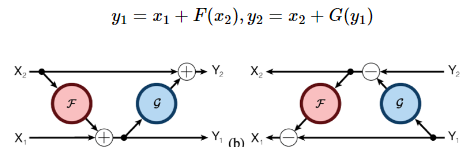 y₁ = x₁ + F(x₂), y₂ = x₂ + G(y₁)
X₂ F G + Y₂ X₂ − F G Y₂
X₁ + Y₁ (b) X₁ − Y₁